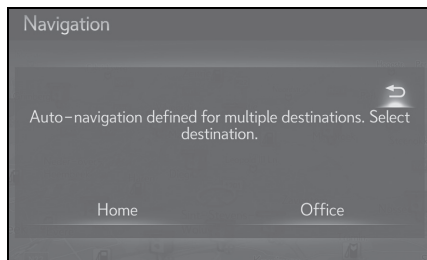 Navigation
Auto-navigation defined for multiple destinations. Select
destination.
Home
Office